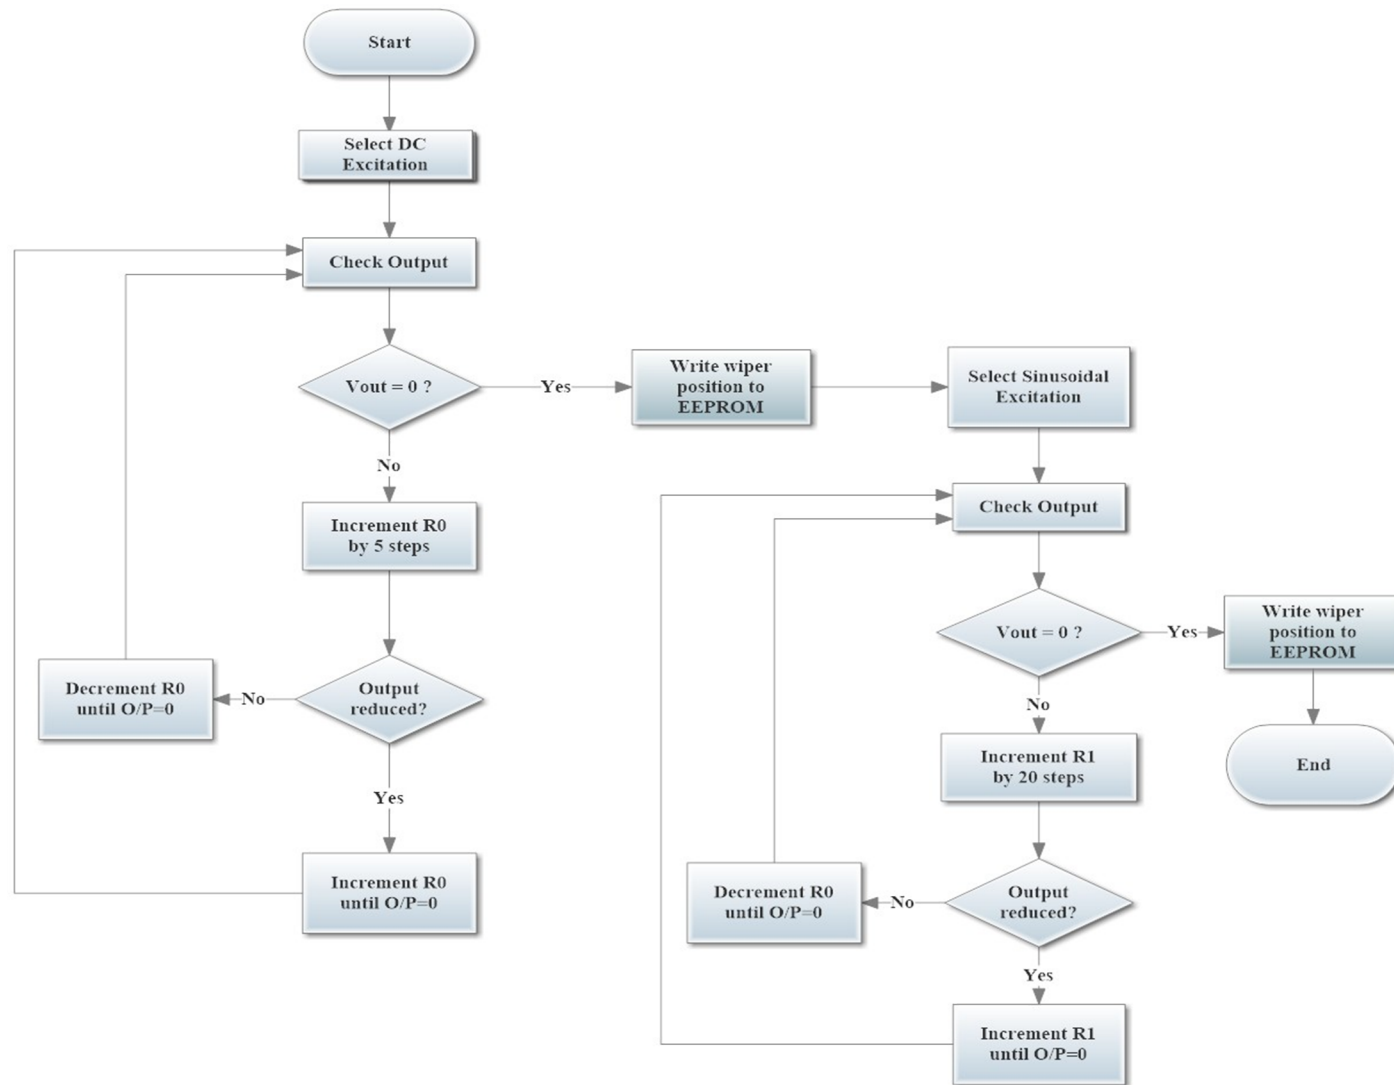 Start
Select DC
Excitation
Check Output
Vout = 0 ?
Yes
Write wiper
position to
EEPROM
Select Sinusoidal
Excitation
No
Increment R0
by 5 steps
Output
reduced?
No
Decrement R0
until O/P=0
Yes
Increment R0
until O/P=0
Check Output
Vout = 0 ?
Yes
Write wiper
position to
EEPROM
End
No
Increment R1
by 20 steps
Output
reduced?
No
Decrement R0
until O/P=0
Yes
Increment R1
until O/P=0